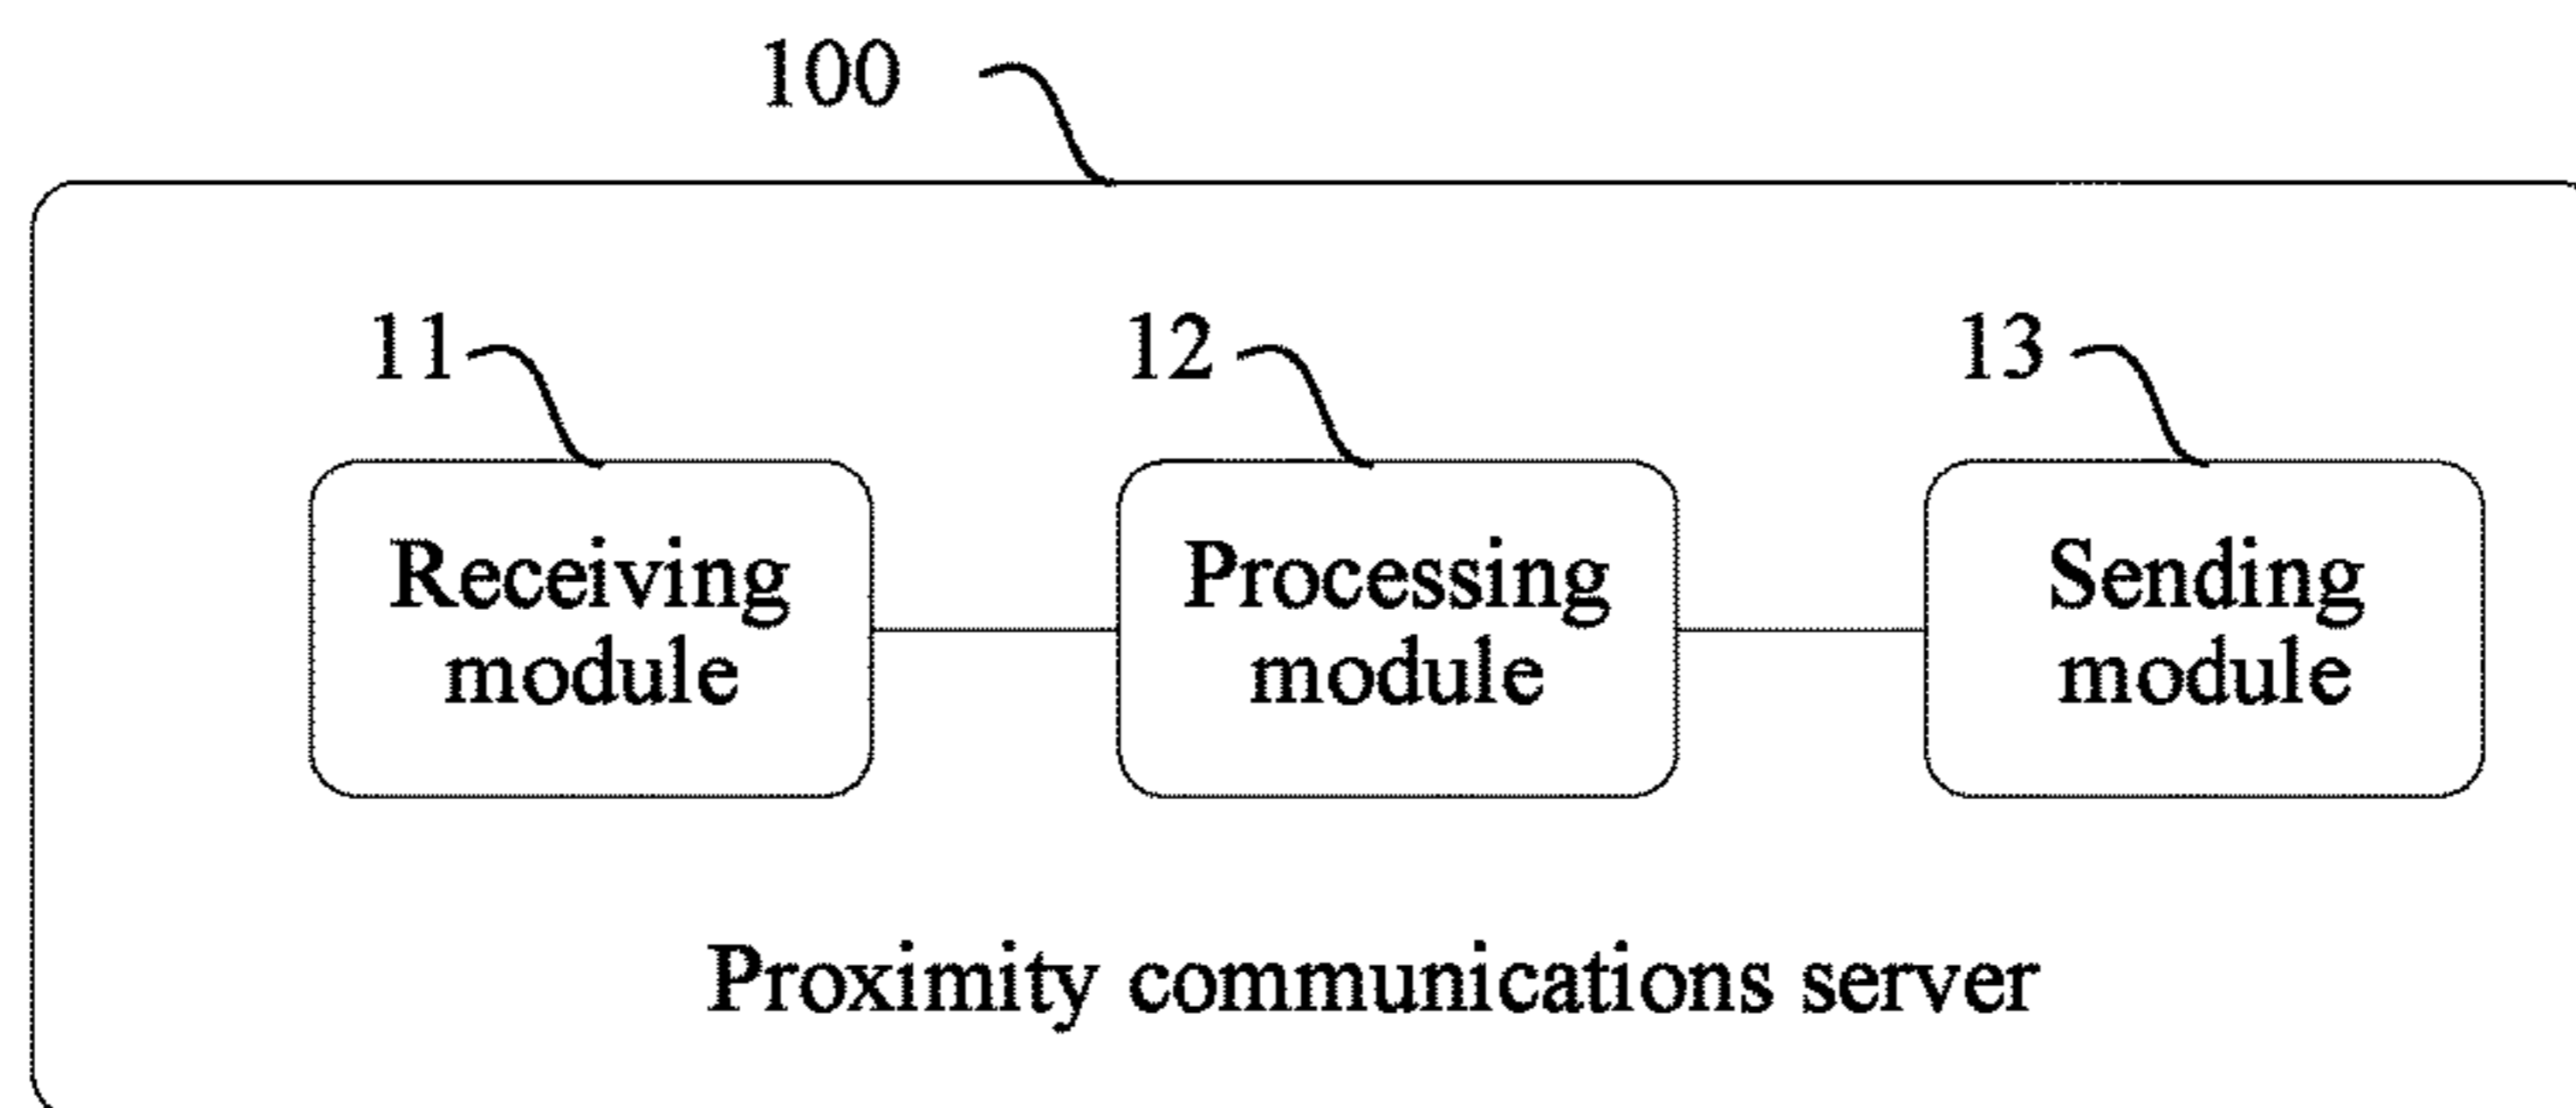 100
11
12
13
Receiving
module
Processing
module
Sending
module
Proximity communications server